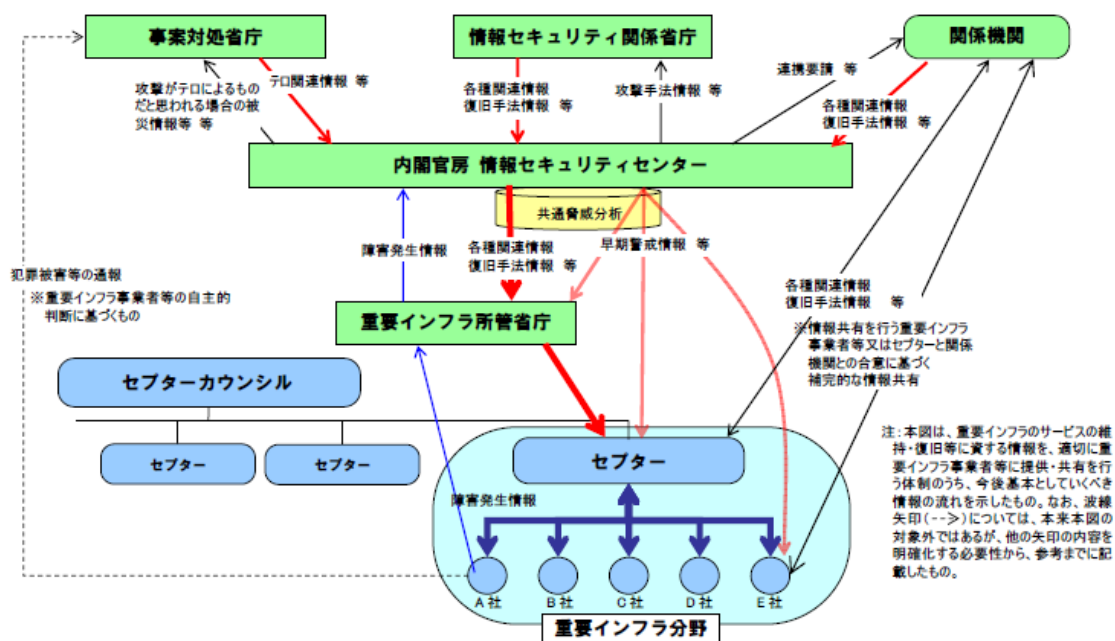 事案対処省庁
情報セキュリティ関係省庁
関係機関
攻撃がテロによるもの
だと思われる場合の被
災情報等 等
テロ関連情報 等
各種関連情報
復旧手法情報 等
攻撃手法情報 等
連携要請 等
各種関連情報
復旧手法情報 等
内閣官房 情報セキュリティセンター
共通脅威分析
障害発生情報
各種関連情報
復旧手法情報 等
早期警戒情報 等
犯罪被害等の通報
※重要インフラ事業者等の自主的
判断に基づくもの
各種関連情報
復旧手法情報 等
※情報共有を行う重要インフラ
事業者等又はセプターと関係
機関との合意に基づく
補完的な情報共有
重要インフラ所管省庁
セプターカウンシル
セプター
セプター
セプター
障害発生情報
A社
B社
C社
D社
E社
重要インフラ分野
注：本図は、重要インフラのサービスの維
持・復旧等に資する情報を、適切に重
要インフラ事業者等に提供・共有を行
う体制のうち、今後基本としていくべき
情報の流れを示したもの。なお、波線
矢印（-->）については、本来本図の
対象外ではあるが、他の矢印の内容を
明確化する必要性から、参考までに記
載したもの。